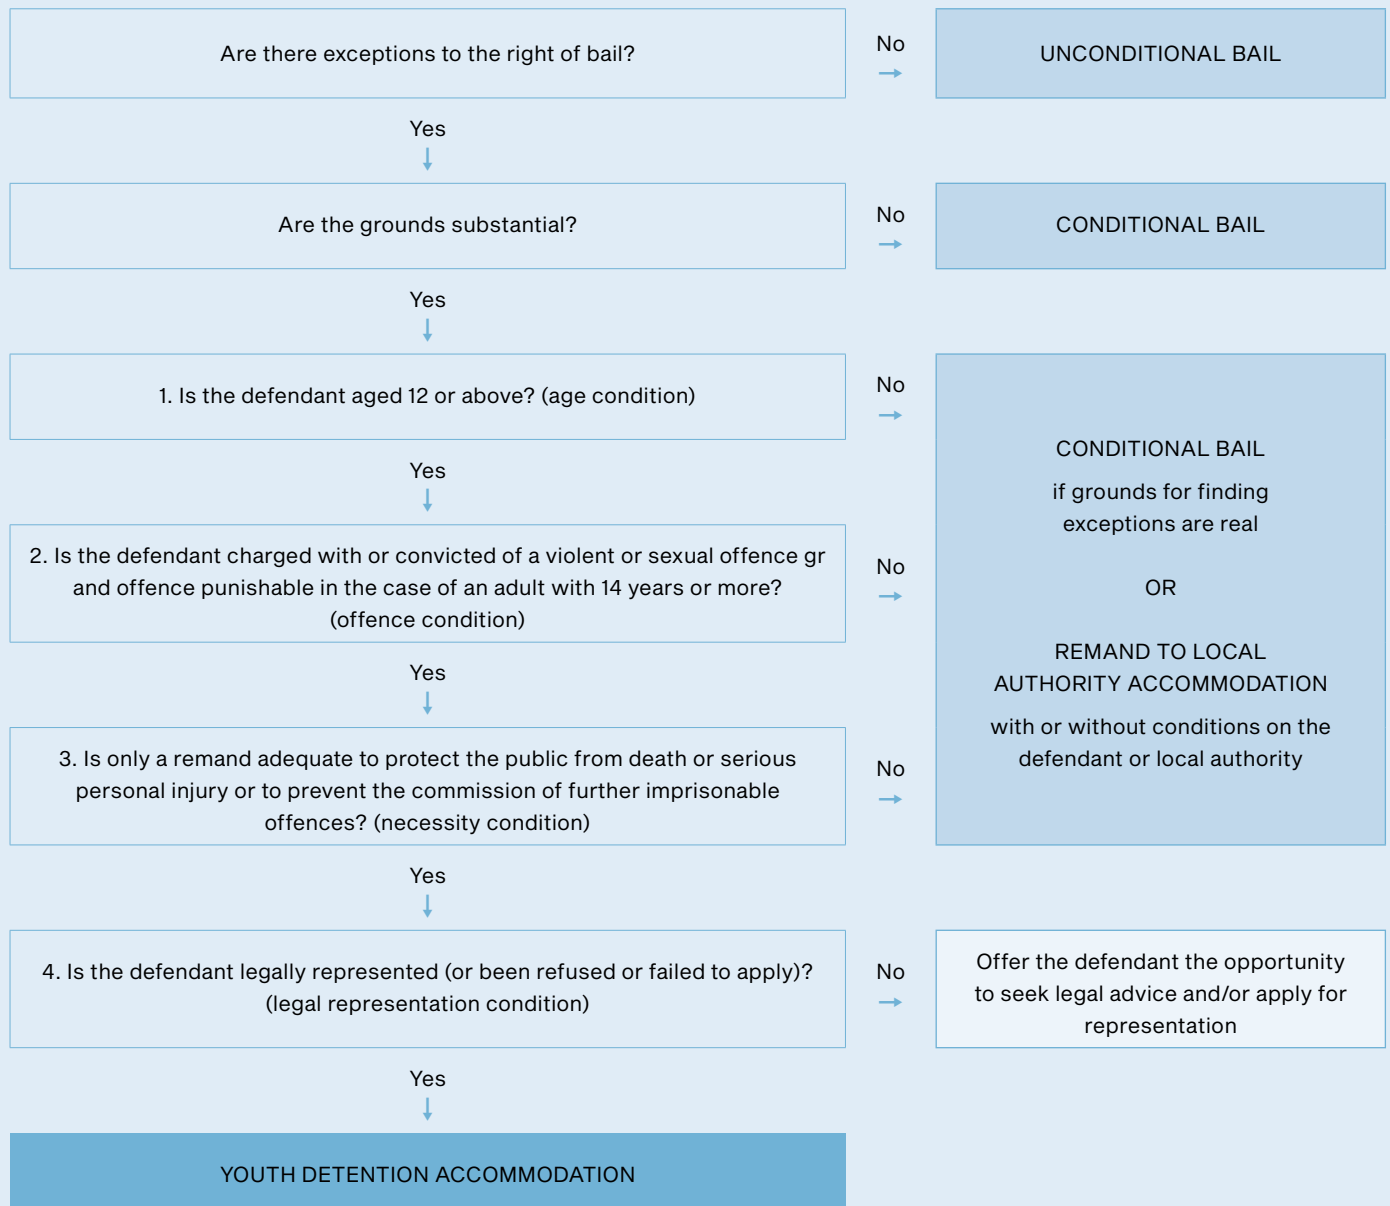 Are there exceptions to the right of bail?
No
→
UNCONDITIONAL BAIL
Yes
↓
Are the grounds substantial?
No
→
CONDITIONAL BAIL
Yes
↓
1. Is the defendant aged 12 or above? (age condition)
No
→
Yes
↓
2. Is the defendant charged with or convicted of a violent or sexual offence gr
and offence punishable in the case of an adult with 14 years or more?
(offence condition)
No
→
Yes
↓
3. Is only a remand adequate to protect the public from death or serious
personal injury or to prevent the commission of further imprisonable
offences? (necessity condition)
No
→
CONDITIONAL BAIL
if grounds for finding
exceptions are real
OR
REMAND TO LOCAL
AUTHORITY ACCOMMODATION
with or without conditions on the
defendant or local authority
Yes
↓
4. Is the defendant legally represented (or been refused or failed to apply)?
(legal representation condition)
No
→
Offer the defendant the opportunity
to seek legal advice and/or apply for
representation
Yes
↓
YOUTH DETENTION ACCOMMODATION